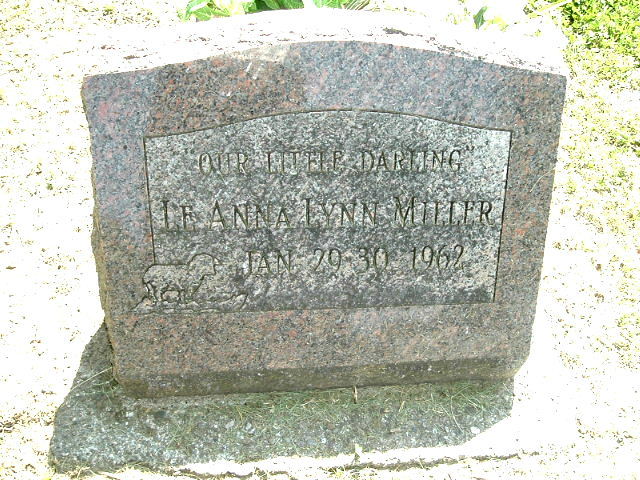 "OUR LITTLE DARLING"
LE ANNA LYNN MILLER
JAN. 29-30, 1962